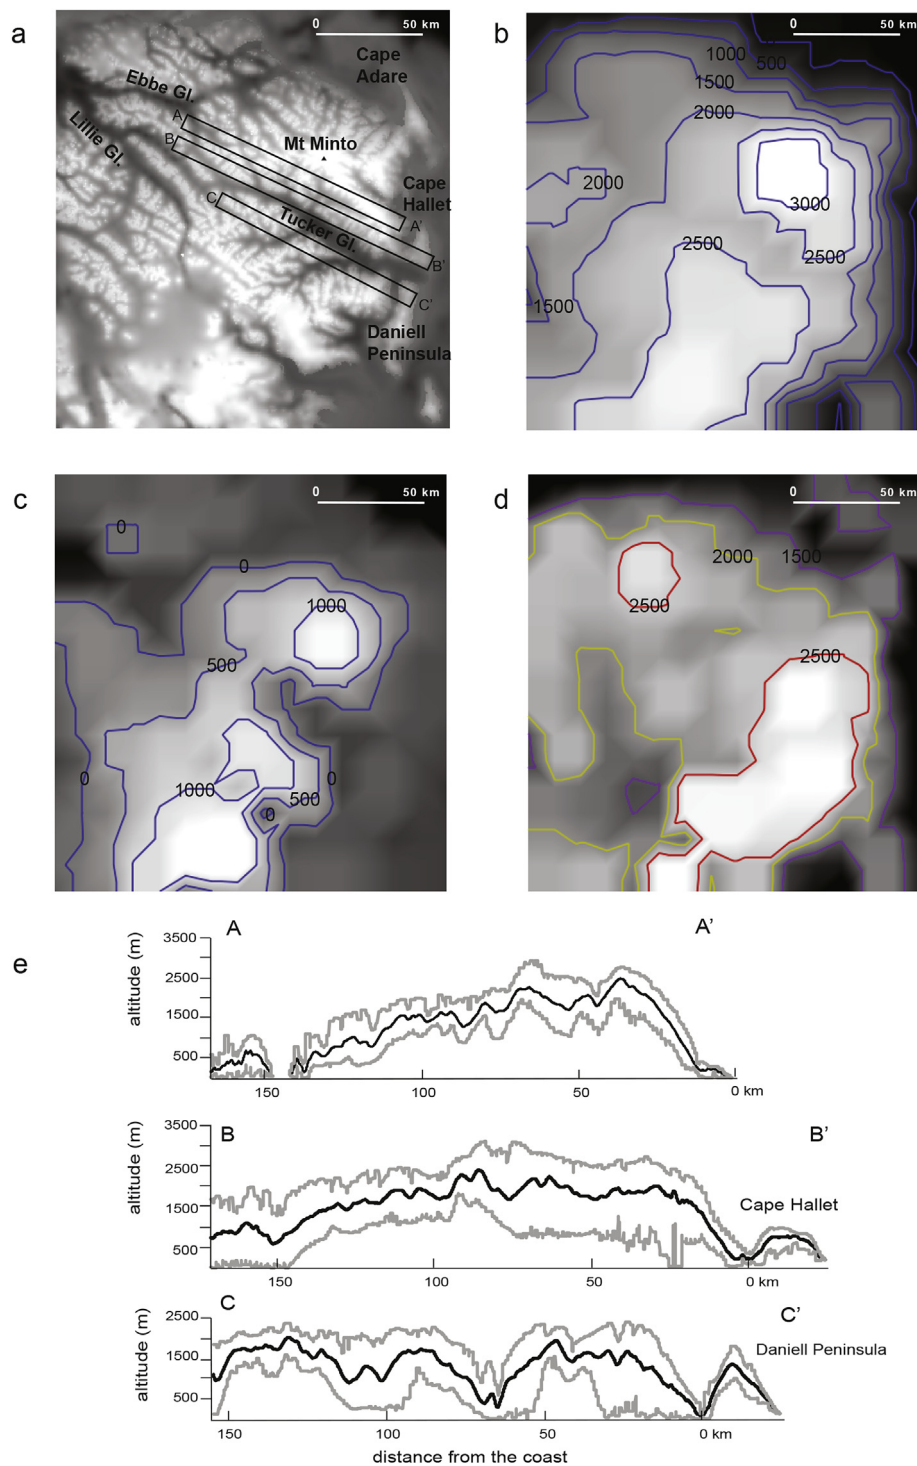 a
0 50 km
Cape
Adare
Ebbe Gl.
Lillie Gl.
A
B
Mt Minto
C
Cape
Hallet
Tucker Gl.
A'
B'
C'
Daniell
Peninsula
b
0 50 km
1000
500
1500
2000
2000
3000
2500
2500
1500
c
0 50 km
0
0
1000
500
0
0
1000
500
0
d
0 50 km
2000
1500
2500
2500
e
A A'
altitude (m)
3500
2500
1500
500
150 100 50 0 km
B B'
altitude (m)
3500
2500
1500
500
Cape Hallet
150 100 50 0 km
C C'
altitude (m)
2500
1500
500
Daniell Peninsula
150 100 50 0 km
distance from the coast